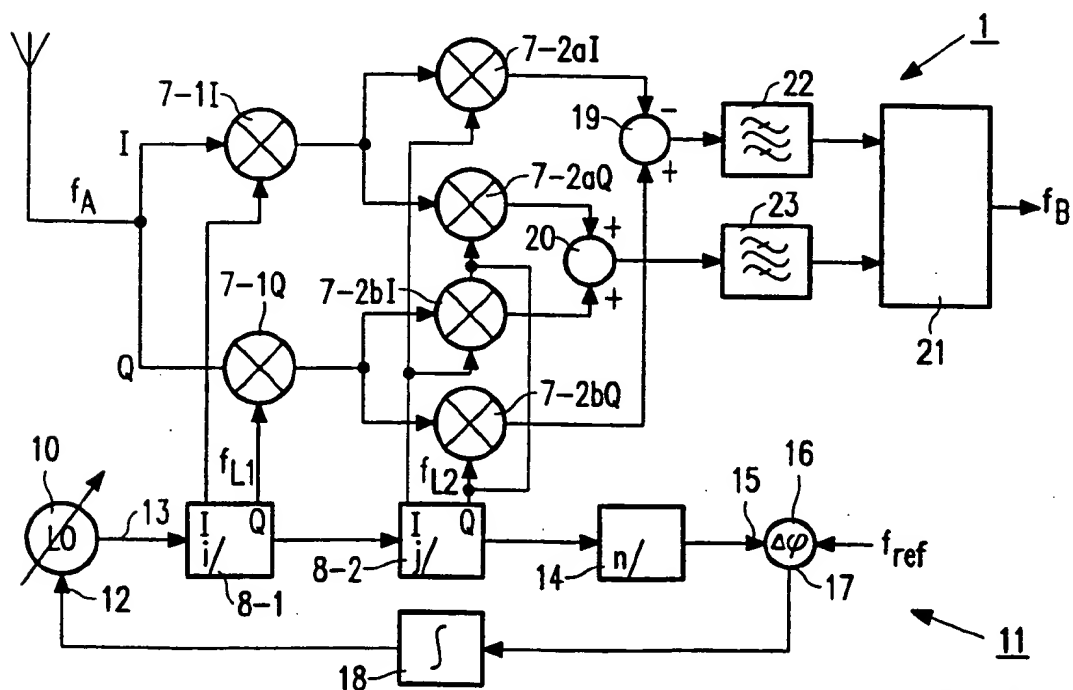 7-2aI
1
7-1I
22
I
19
-
+
7-2aQ
f_A
23
20
+
+
f_B
7-1Q
7-2bI
21
Q
7-2bQ
10
f_L1
f_L2
16
13
15
LO
I Q
i/
I Q
j/
n/
Δφ
f_ref
12
8-1
8-2
14
17
∫
18
11